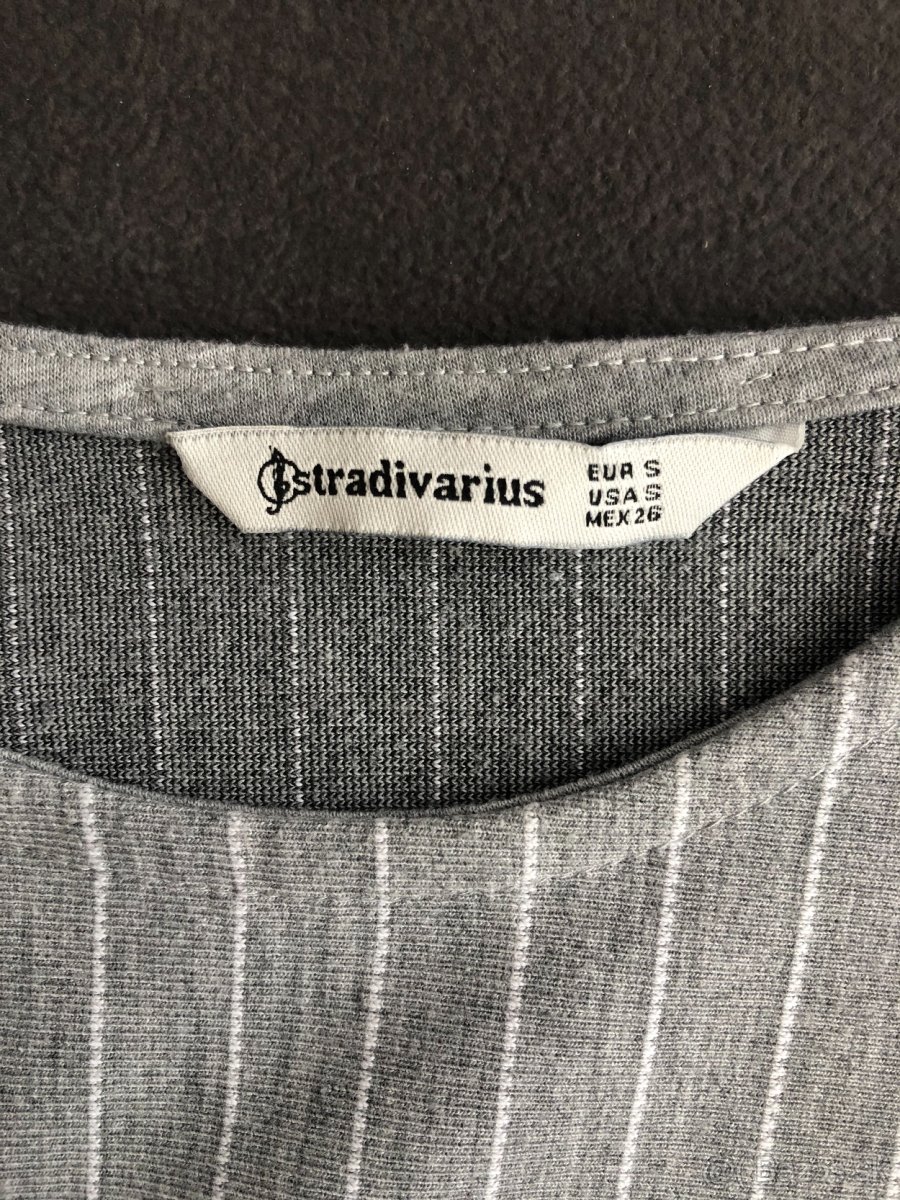 stradivarius
EUR S
USA S
MEX 26